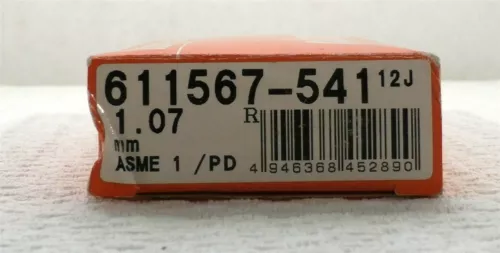 611567-541 12J
1.07 R
mm
ASME 1 /PD 4 946368 452890